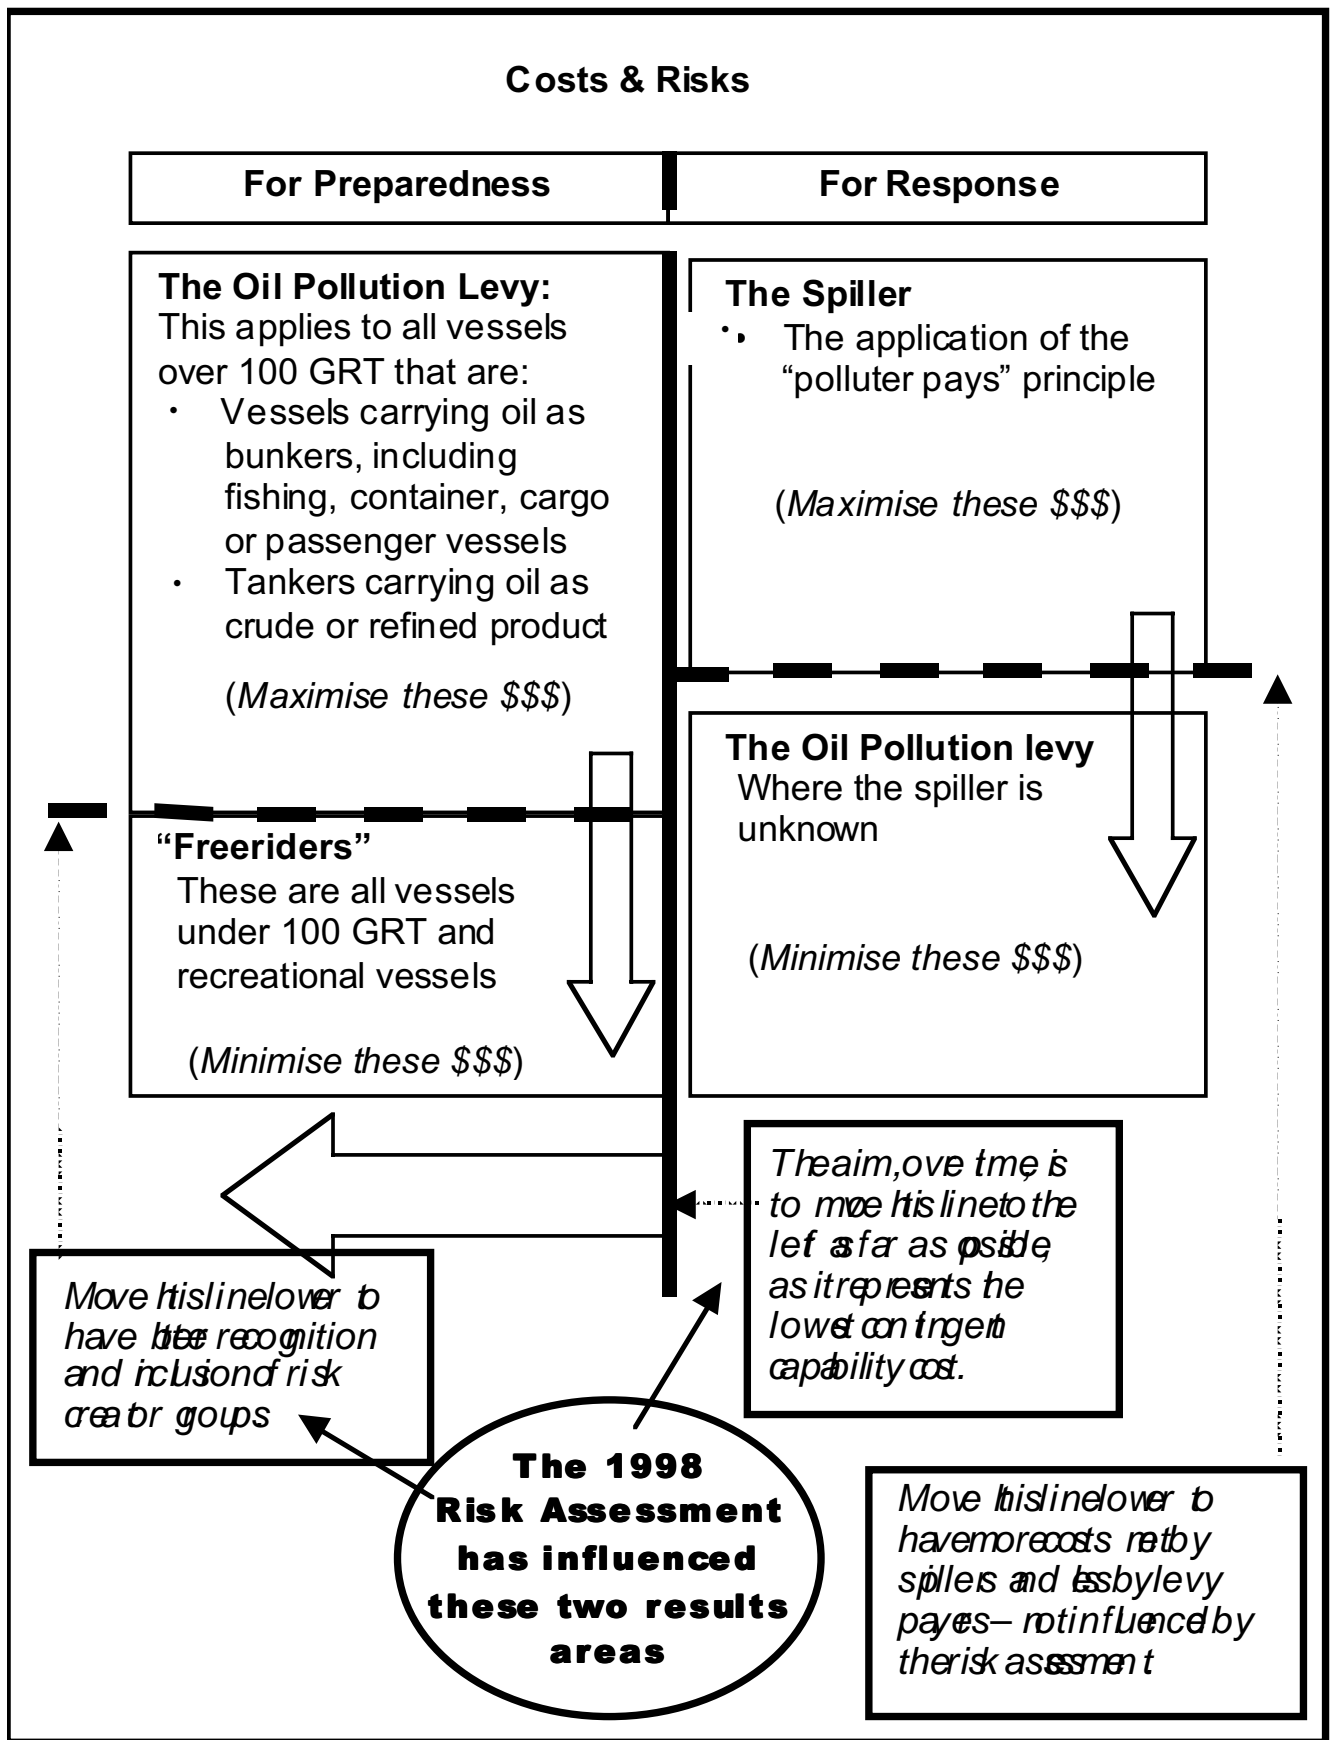 Costs & Risks
For Preparedness
For Response
The Oil Pollution Levy:
This applies to all vessels
over 100 GRT that are:
· Vessels carrying oil as
bunkers, including
fishing, container, cargo
or passenger vessels
· Tankers carrying oil as
crude or refined product
(Maximise these $$$)
"Freeriders"
These are all vessels
under 100 GRT and
recreational vessels
(Minimise these $$$)
The Spiller
• The application of the
“polluter pays” principle
(Maximise these $$$)
The Oil Pollution levy
Where the spiller is
unknown
(Minimise these $$$)
The aim, over time, is
to move this line to the
left as far as possible,
as it represents the
lowest contingent
capability cost.
Move this line lower to
have better recognition
and inclusion of risk
creator groups
The 1998
Risk Assessment
has influenced
these two results
areas
Move this line lower to
have more costs met by
spillers and less by levy
payers – not influenced by
the risk assessment.